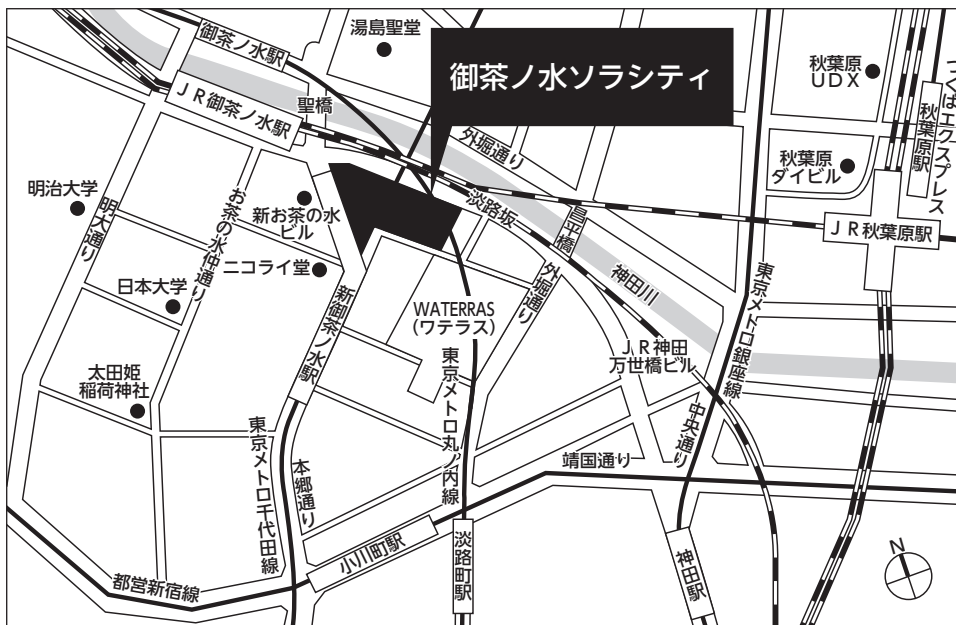 御茶ノ水駅
湯島聖堂
御茶ノ水ソラシティ
秋葉原
UDX
つくばエクスプレス
秋葉原駅
聖橋
JR御茶ノ水駅
外堀通り
秋葉原
ダイビル
明治大学
明大通り
お茶の水仲通り
新お茶の水
ビル
淡路坂
昌平橋
JR秋葉原駅
ニコライ堂
日本大学
新御茶ノ水駅
外堀通り
神田川
東京メトロ銀座線
WATERRAS
(ワテラス)
JR神田
万世橋ビル
太田姫
稲荷神社
東京メトロ丸ノ内線
中央通り
東京メトロ千代田線
本郷通り
靖国通り
小川町駅
淡路町駅
神田駅
都営新宿線
N